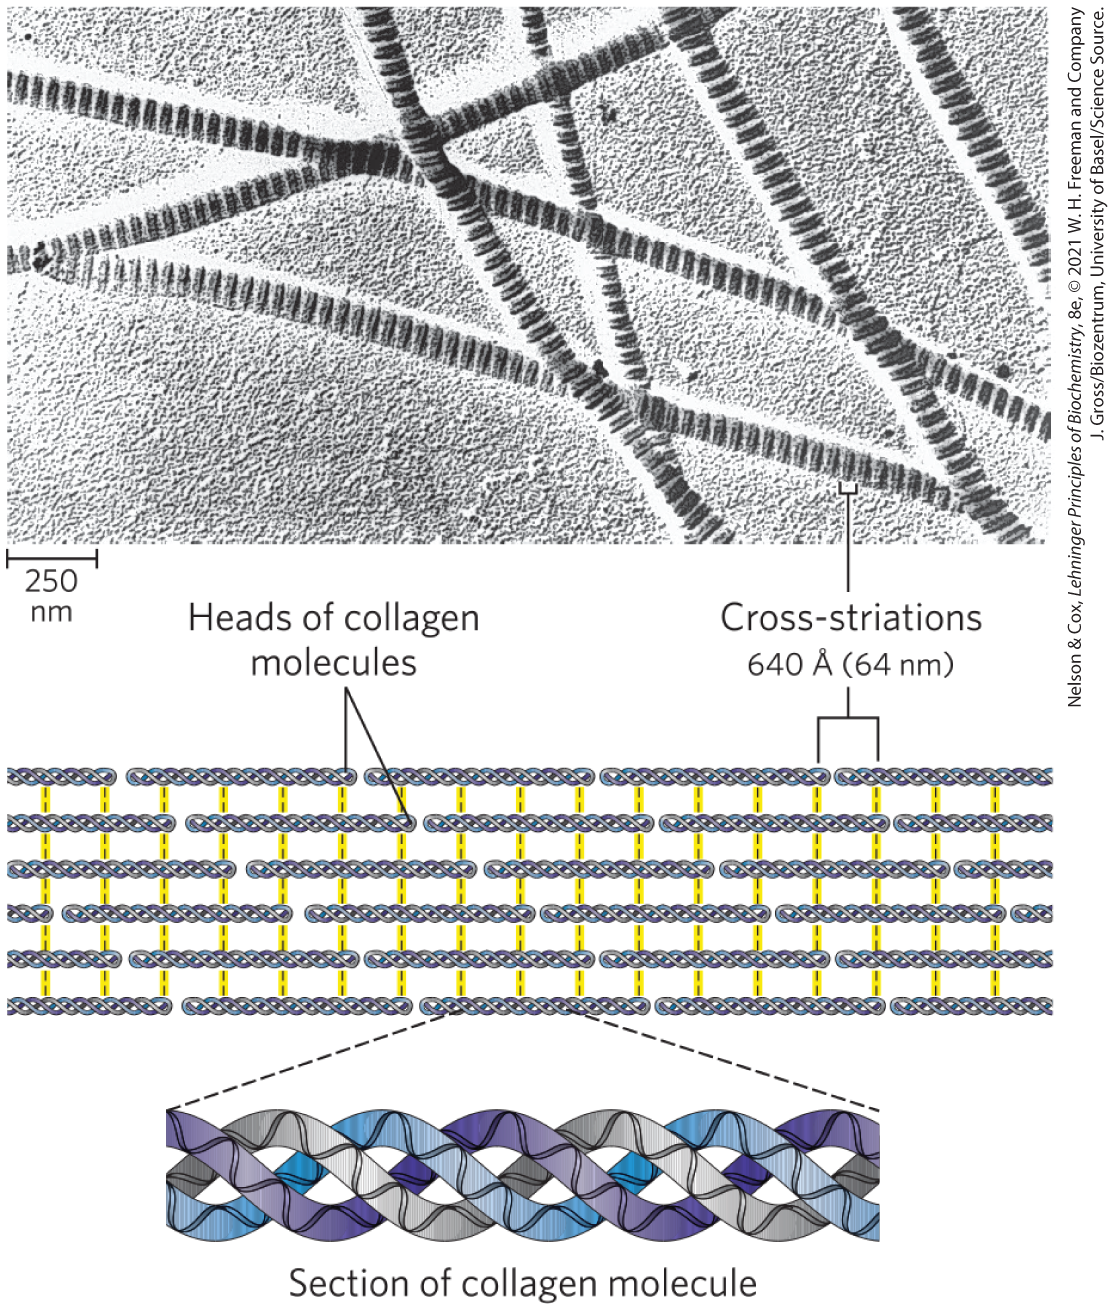 Nelson & Cox, Lehninger Principles of Biochemistry, 8e, © 2021 W. H. Freeman and Company
J. Gross/Biozentrum, University of Basel/Science Source.
250
nm
Heads of collagen
molecules
Cross-striations
640 Å (64 nm)
Section of collagen molecule